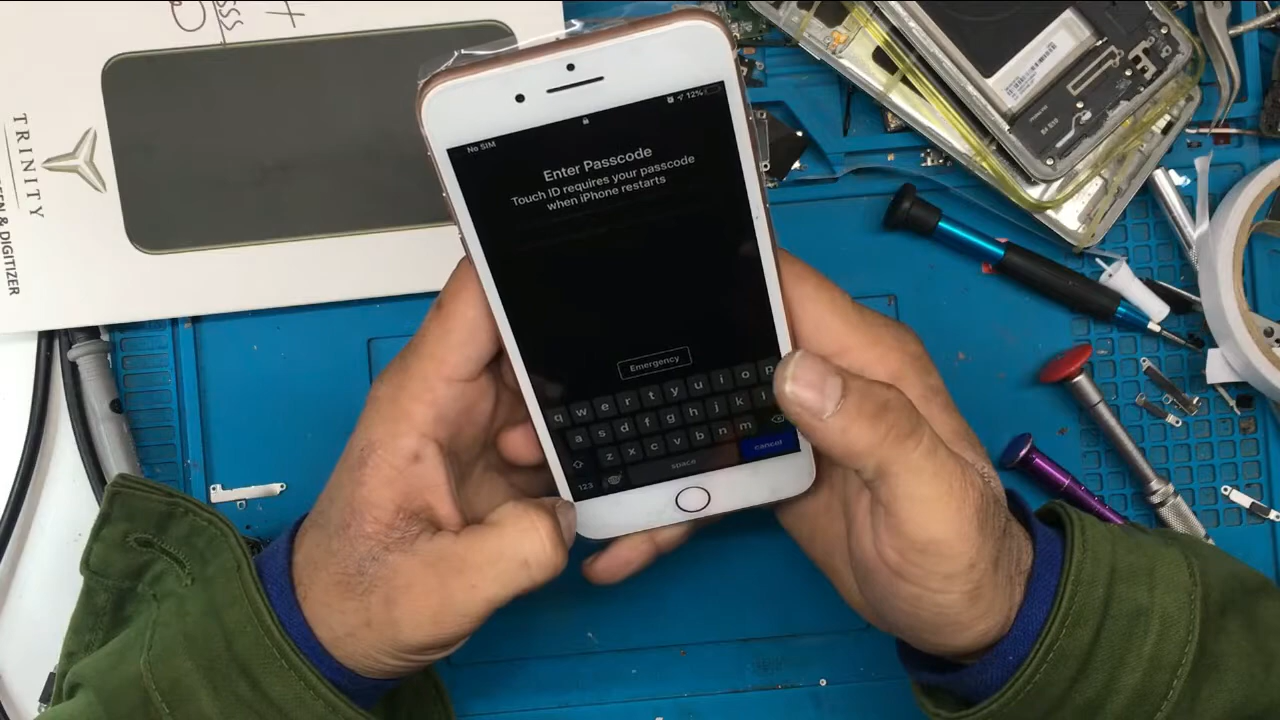 TRINITY
EEN & DIGITIZER
No SIM
12%
Enter Passcode
Touch ID requires your passcode
when iPhone restarts
Emergency
q w e r t y u i o p
a s d f g h j k l
z x c v b n m
123 space cancel